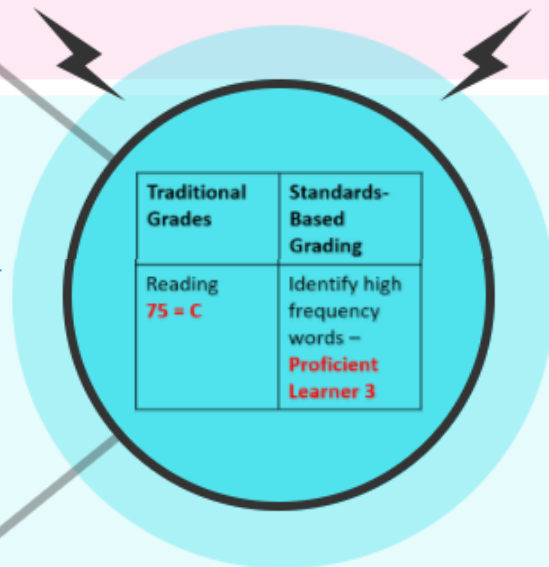 Traditional
Grades
Standards-
Based
Grading
Reading
75 = C
Identify high
frequency
words –
Proficient
Learner 3